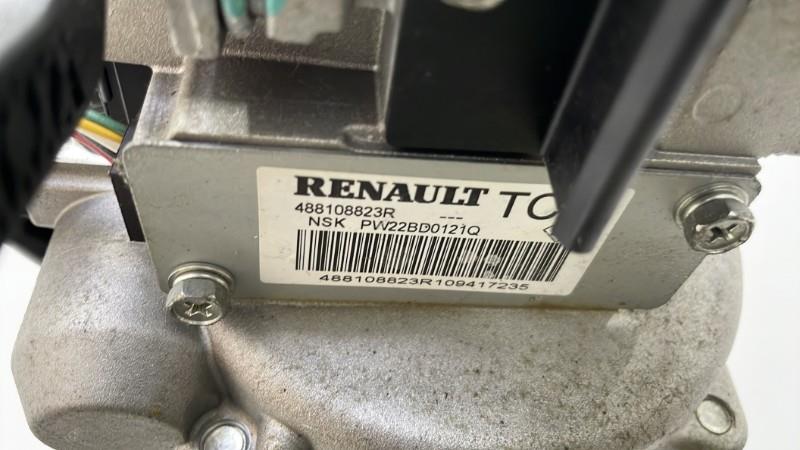 RENAULT TC
488108823R ---
NSK PW22BD0121Q
488108823R109417235